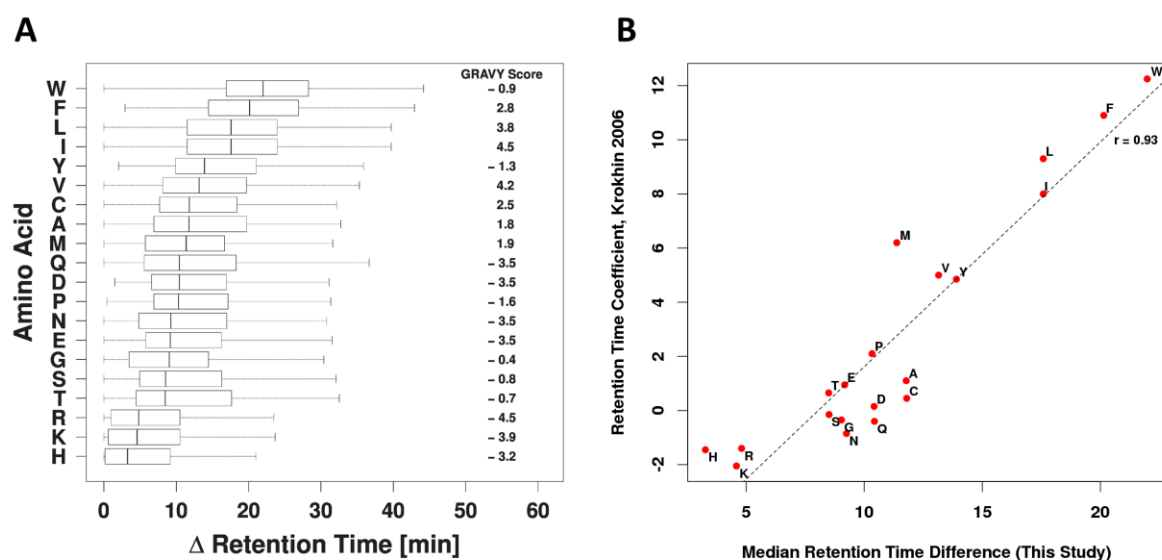 A
GRAVY Score
W - 0.9
F 2.8
L 3.8
I 4.5
Y - 1.3
V 4.2
C 2.5
A 1.8
M 1.9
Q - 3.5
D - 3.5
P - 1.6
N - 3.5
E - 3.5
G - 0.4
S - 0.8
T - 0.7
R - 4.5
K - 3.9
H - 3.2
Amino Acid
0 10 20 30 40 50 60
Δ Retention Time [min]
B
Retention Time Coefficient, Krokhin 2006
12
10
8
6
4
2
0
-2
W
F
r = 0.93
L
I
M
V Y
P
E
T
A
C
D
S G
Q
N
H R
K
5 10 15 20
Median Retention Time Difference (This Study)